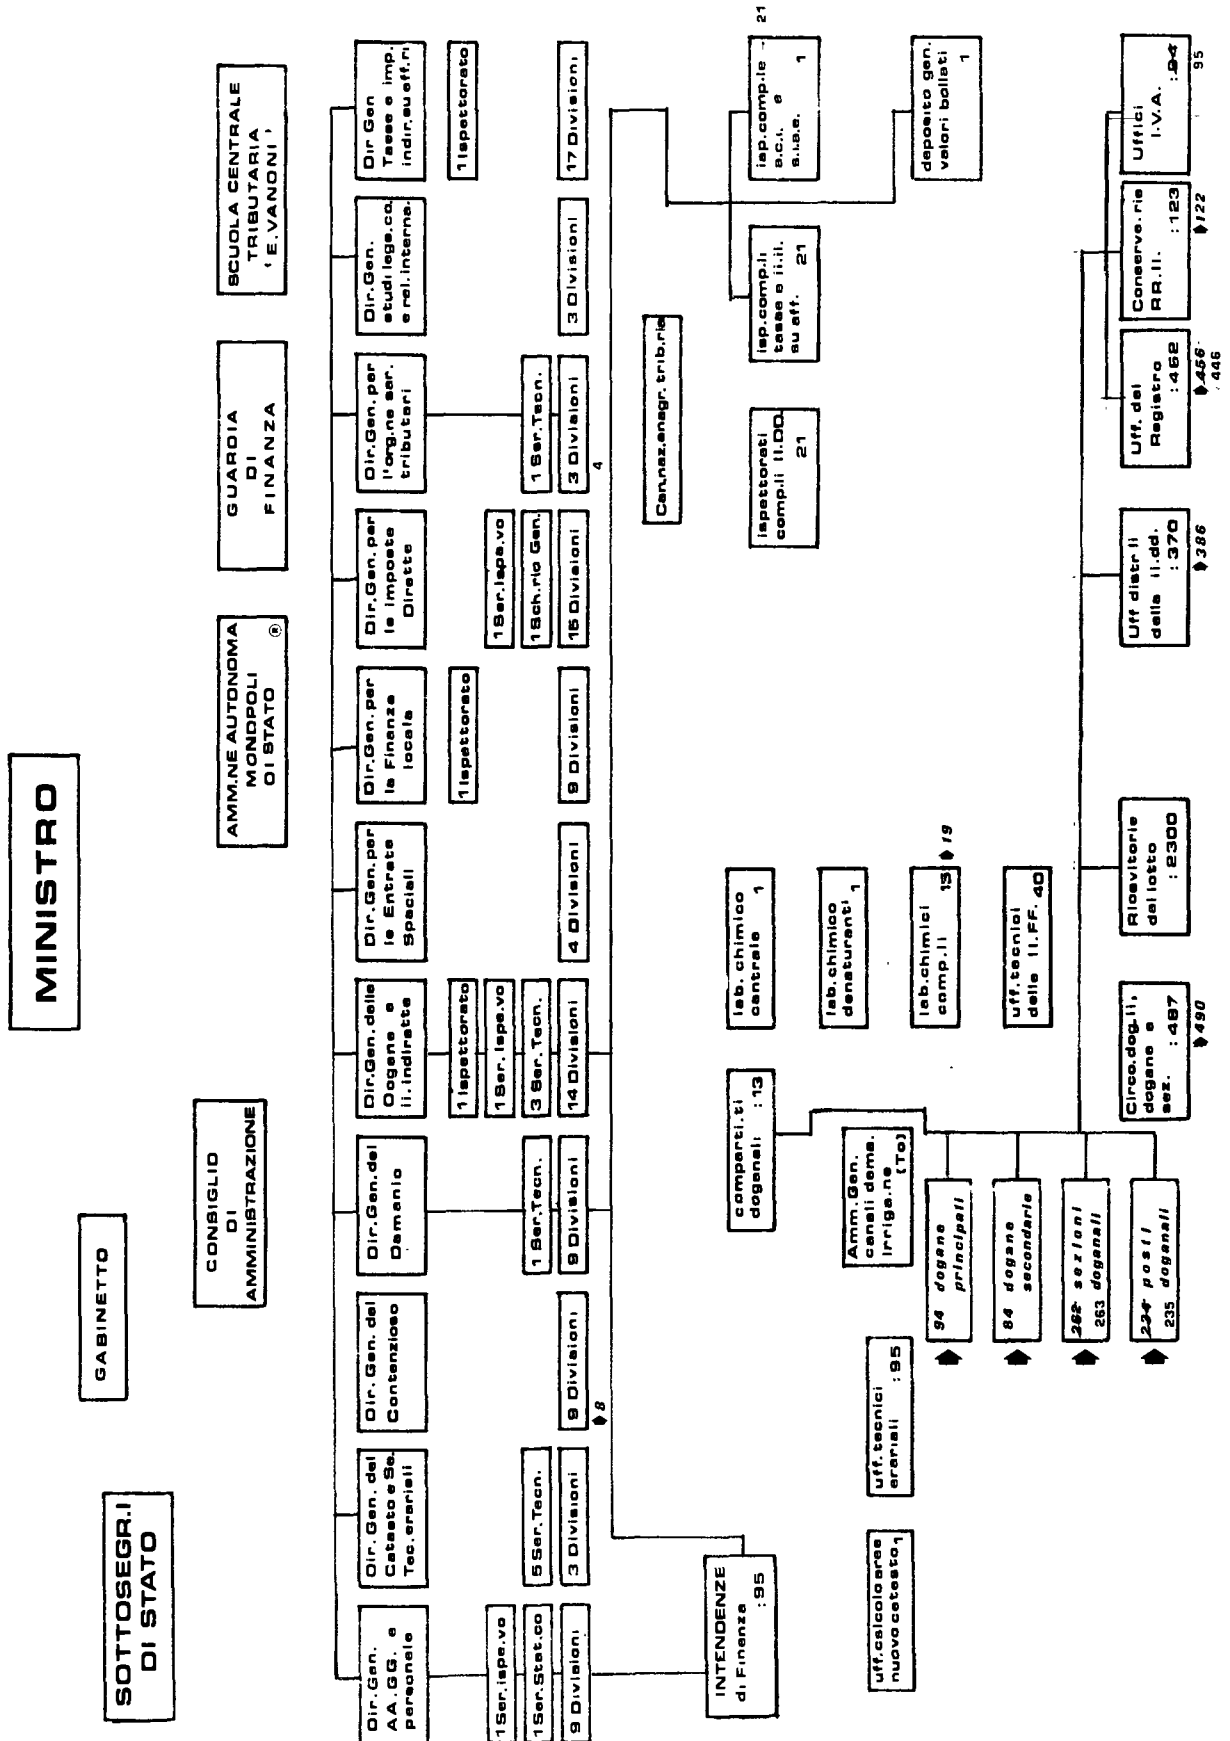 MINISTRO
SOTTOSEGR.I
DI STATO
GABINETTO
CONSIGLIO
DI
AMMINISTRAZIONE
AMM.NE AUTONOMA
MONOPOLI
DI STATO
®
GUARDIA
DI
FINANZA
SCUOLA CENTRALE
TRIBUTARIA
' E.VANONI '
Dir.Gen.
AA.GG. e
personale
1 Ser.ispe.vo
1 Ser.Stat.co
9 Divisioni
Dir. Gen. del
Catasto e Se.
Tec.erariali
5 Ser.Tecn.
3 Divisioni
Dir. Gen. del
Contenzioso
9 Divisioni
8
Dir.Gen.del
Demanio
1 Ser.Tecn.
9 Divisioni
Dir.Gen.delle
Dogane e
ii.indirette
1 Ispettorato
1 Ser. Ispe.vo
3 Ser.Tecn.
14 Divisioni
Dir.Gen.per
le Entrate
Speciali
4 Divisioni
Dir.Gen.per
la Finanza
locale
1 Ispettorato
9 Divisioni
Dir.Gen.per
le imposte
Dirette
1 Ser.Ispe.vo
1 Sch.rio Gen.
15 Divisioni
Dir.Gen.per
l'org.ne ser.
tributari
1 Ser.Tecn.
3 Divisioni
4
Dir.Gen.
studi legs.co.
e rel.interna.
3 Divisioni
Dir Gen
Tasse e imp.
indir.su aff.ri
1 Ispettorato
17 Divisioni
INTENDENZE
di Finanza
:95
Cen.naz.anagr.trib.ria
lab. chimico
centrale 1
lab.chimico
denaturanti 1
lab.chimici
comp.li 15 19
uff.tecnici
delle II.FF. 40
ispettorati
comp.li II.DD
21
isp.comp.li
tasse e ii.ii.
su aff. 21
isp.comp.le
a.c.i. e
s.i.a.e. 1
21
deposito gen.
valori bollati
1
comparti.ti
doganali :13
Amm.Gen.
canali dema.
irriga.ne
(To)
uff.tecnici
erariali :95
uff.calcolo aree
nuovo catasto 1
94 dogane
principali
84 dogane
secondarie
262 sezioni
263 doganali
234 posti
235 doganali
Circo.dog.li,
dogane e
sez. :487
490
Ricevitorie
del lotto
:2300
Uff distr li
delle ii.dd.
:370
386
Uff. del
Registro
:462
456
446
Conserva.rie
RR.II.
:123
122
Uffici
I.V.A. :94
95